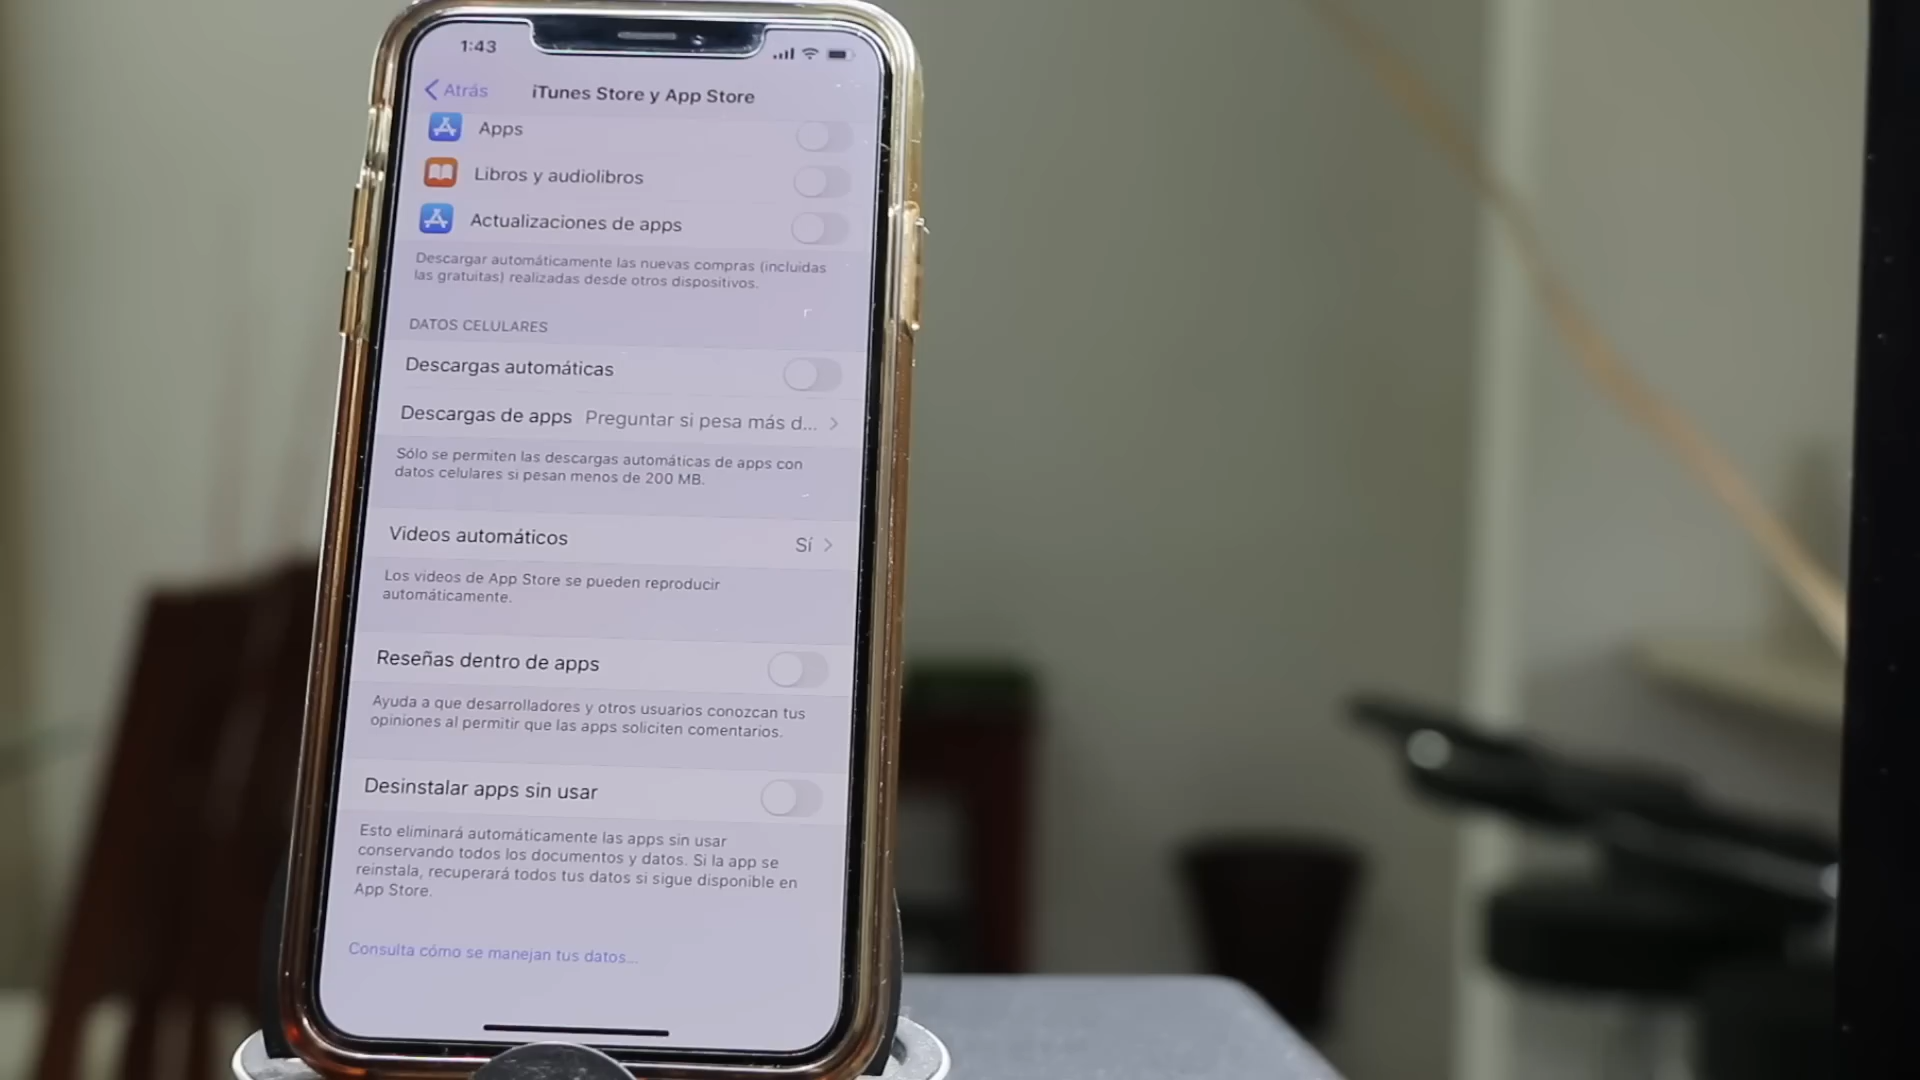 1:43
Atrás
iTunes Store y App Store
Apps
Libros y audiolibros
Actualizaciones de apps
Descargar automáticamente las nuevas compras (incluidas
las gratuitas) realizadas desde otros dispositivos.
DATOS CELULARES
Descargas automáticas
Descargas de apps Preguntar si pesa más d...
Sólo se permiten las descargas automáticas de apps con
datos celulares si pesan menos de 200 MB.
Videos automáticos Sí
Los videos de App Store se pueden reproducir
automáticamente.
Reseñas dentro de apps
Ayuda a que desarrolladores y otros usuarios conozcan tus
opiniones al permitir que las apps soliciten comentarios.
Desinstalar apps sin usar
Esto eliminará automáticamente las apps sin usar
conservando todos los documentos y datos. Si la app se
reinstala, recuperará todos tus datos si sigue disponible en
App Store.
Consulta cómo se manejan tus datos...